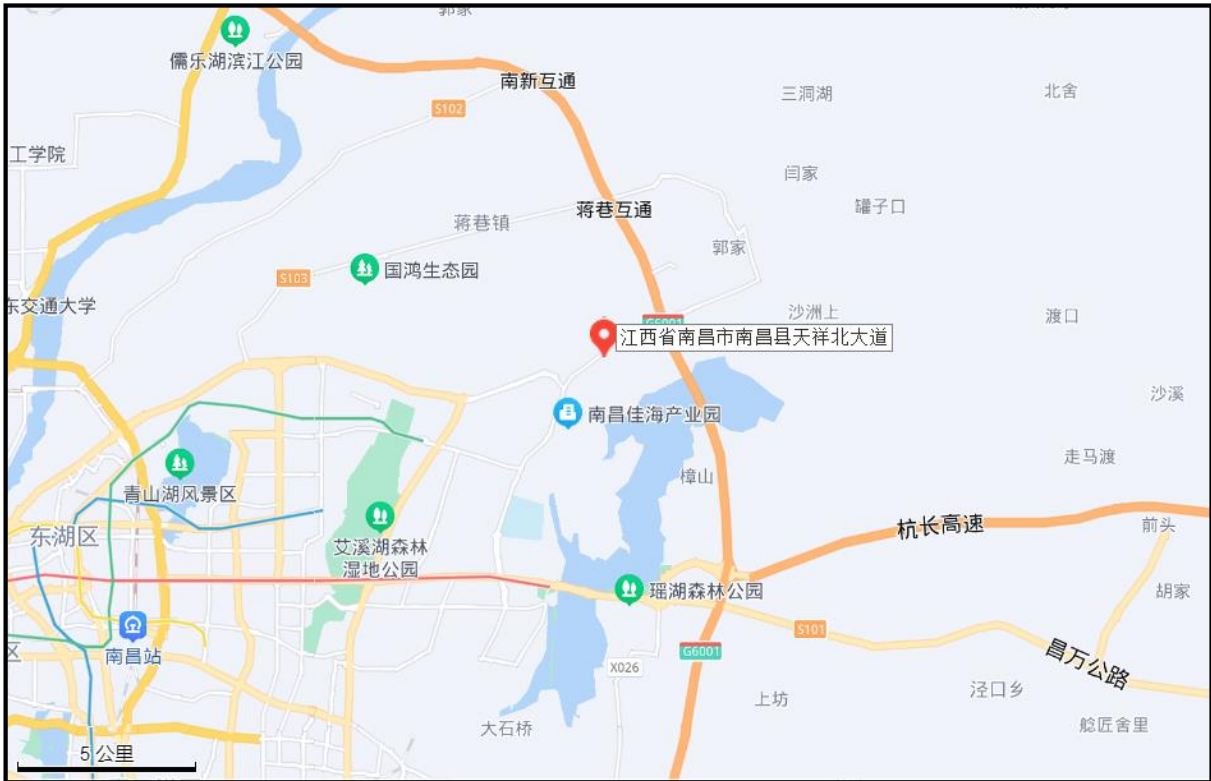 郭家
儒乐湖滨江公园
南新互通
三洞湖
北舍
S102
工学院
闫家
罐子口
蒋巷互通
蒋巷镇
郭家
国鸿生态园
S103
东交通大学
沙洲上
渡口
G6001
江西省南昌市南昌县天祥北大道
沙溪
南昌佳海产业园
走马渡
樟山
青山湖风景区
杭长高速
前头
东湖区
艾溪湖森林
湿地公园
瑶湖森林公园
胡家
S101
南昌站
区
G6001
昌万公路
X026
泾口乡
上坊
大石桥
艌匠舍里
5 公里